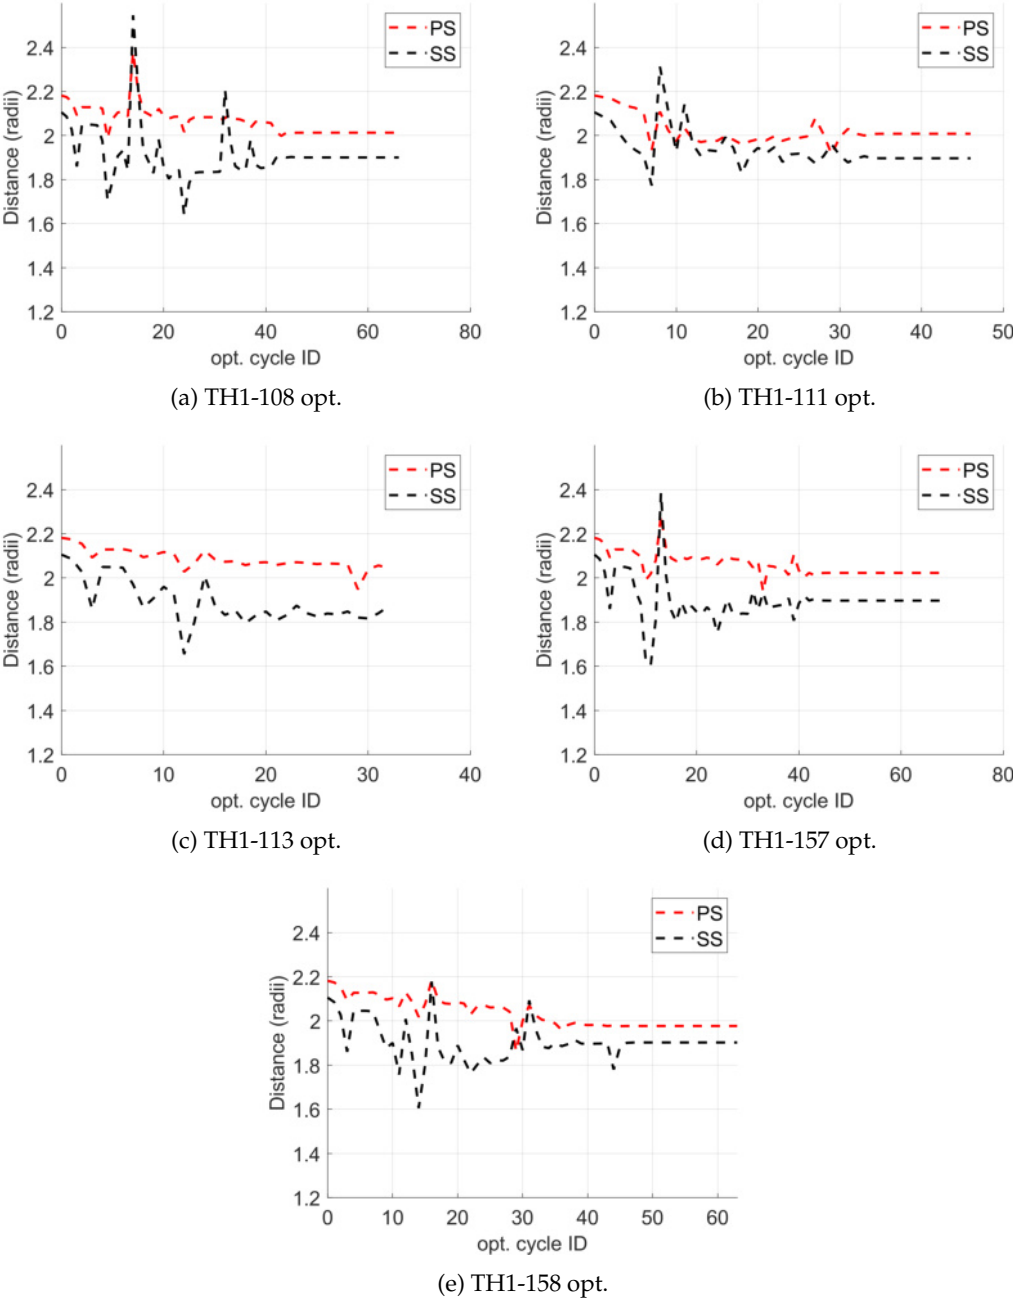 PS
SS
2.4
2.2
2
1.8
1.6
1.4
1.2
Distance (radii)
0 20 40 60 80
opt. cycle ID
(a) TH1-108 opt.
PS
SS
2.4
2.2
2
1.8
1.6
1.4
1.2
Distance (radii)
0 10 20 30 40 50
opt. cycle ID
(b) TH1-111 opt.
PS
SS
2.4
2.2
2
1.8
1.6
1.4
1.2
Distance (radii)
0 10 20 30 40
opt. cycle ID
(c) TH1-113 opt.
PS
SS
2.4
2.2
2
1.8
1.6
1.4
1.2
Distance (radii)
0 20 40 60 80
opt. cycle ID
(d) TH1-157 opt.
PS
SS
2.4
2.2
2
1.8
1.6
1.4
1.2
Distance (radii)
0 10 20 30 40 50 60
opt. cycle ID
(e) TH1-158 opt.